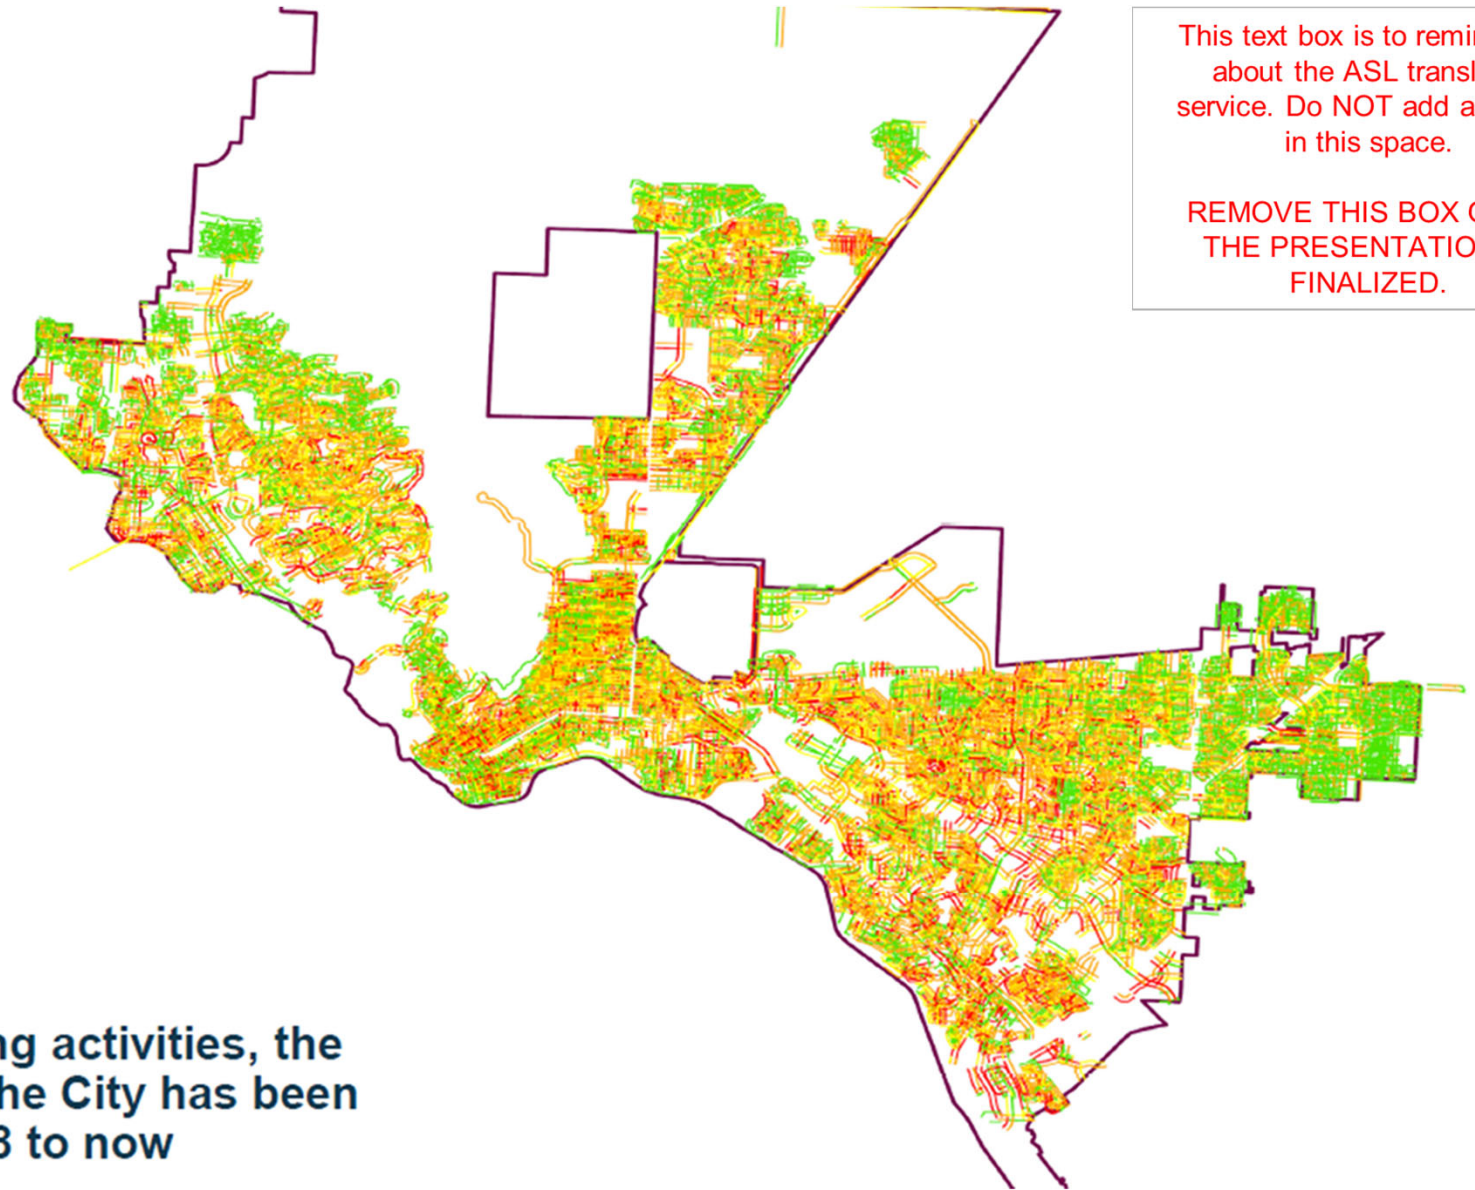 This text box is to remin
about the ASL transl
service. Do NOT add a
in this space.
REMOVE THIS BOX
THE PRESENTATIO
FINALIZED.
ng activities, the
he City has been
3 to now